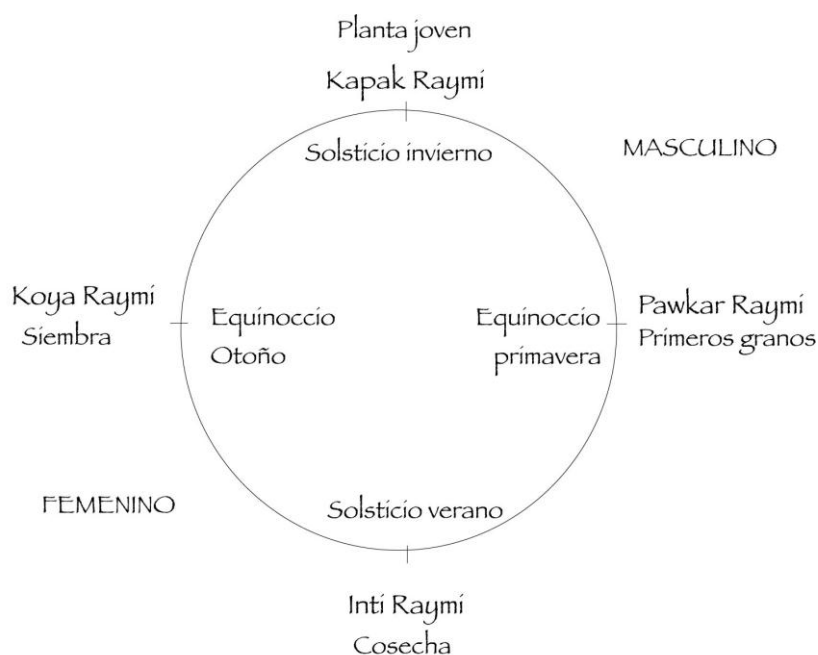 Planta joven
Kapak Raymi
Solsticio invierno
MASCULINO
Koya Raymi
Siembra
Equinoccio
Otoño
Equinoccio
primavera
Pawkar Raymi
Primeros granos
FEMENINO
Solsticio verano
Inti Raymi
Cosecha